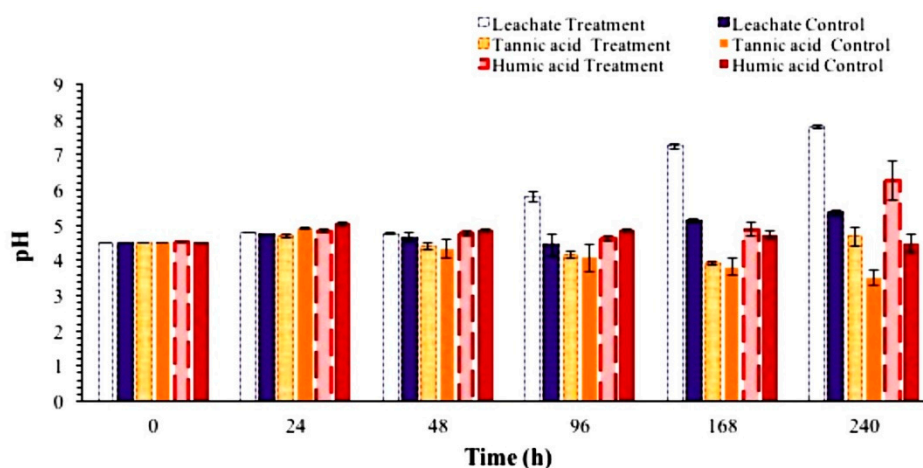 Leachate Treatment Leachate Control
Tannic acid Treatment Tannic acid Control
Humic acid Treatment Humic acid Control
9
8
7
6
5
4
3
2
1
0
pH
0 24 48 96 168 240
Time (h)